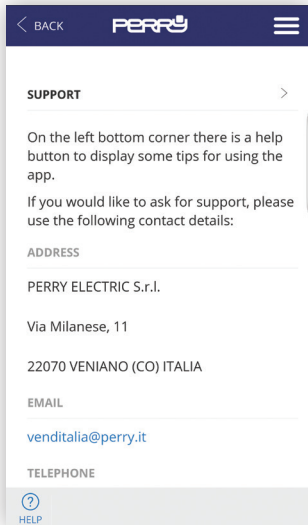 BACK PERRY
SUPPORT
On the left bottom corner there is a help
button to display some tips for using the
app.
If you would like to ask for support, please
use the following contact details:
ADDRESS
PERRY ELECTRIC S.r.l.
Via Milanese, 11
22070 VENIANO (CO) ITALIA
EMAIL
venditalia@perry.it
TELEPHONE
?
HELP